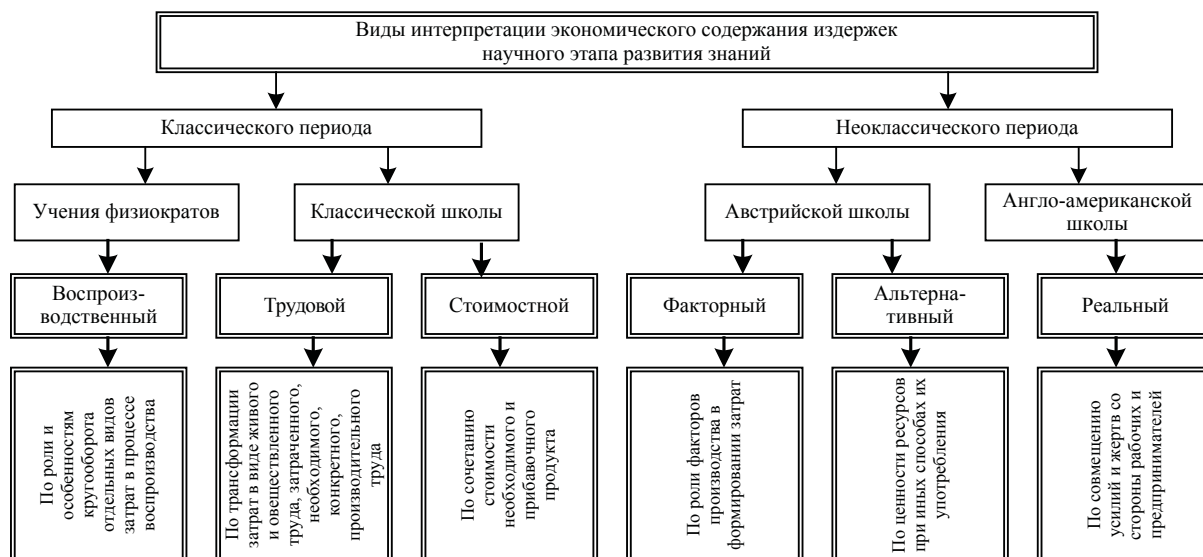 Виды интерпретации экономического содержания издержек
научного этапа развития знаний
Классического периода
Неоклассического периода
Учения физиократов
Классической школы
Австрийской школы
Англо-американской
школы
Воспроиз-
водственный
Трудовой
Стоимостной
Факторный
Альтерна-
тивный
Реальный
По роли и
особенностям
кругооборота
отдельных видов
затрат в процессе
воспроизводства
По трансформации
затрат в виде живого
и овеществленного
труда, затраченного,
необходимого,
конкретного,
производительного
труда
По сочетанию
стоимости
необходимого и
прибавочного
продукта
По роли факторов
производства в
формировании затрат
По ценности ресурсов
при иных способах их
употребления
По совмещению
усилий и жертв со
стороны рабочих и
предпринимателей